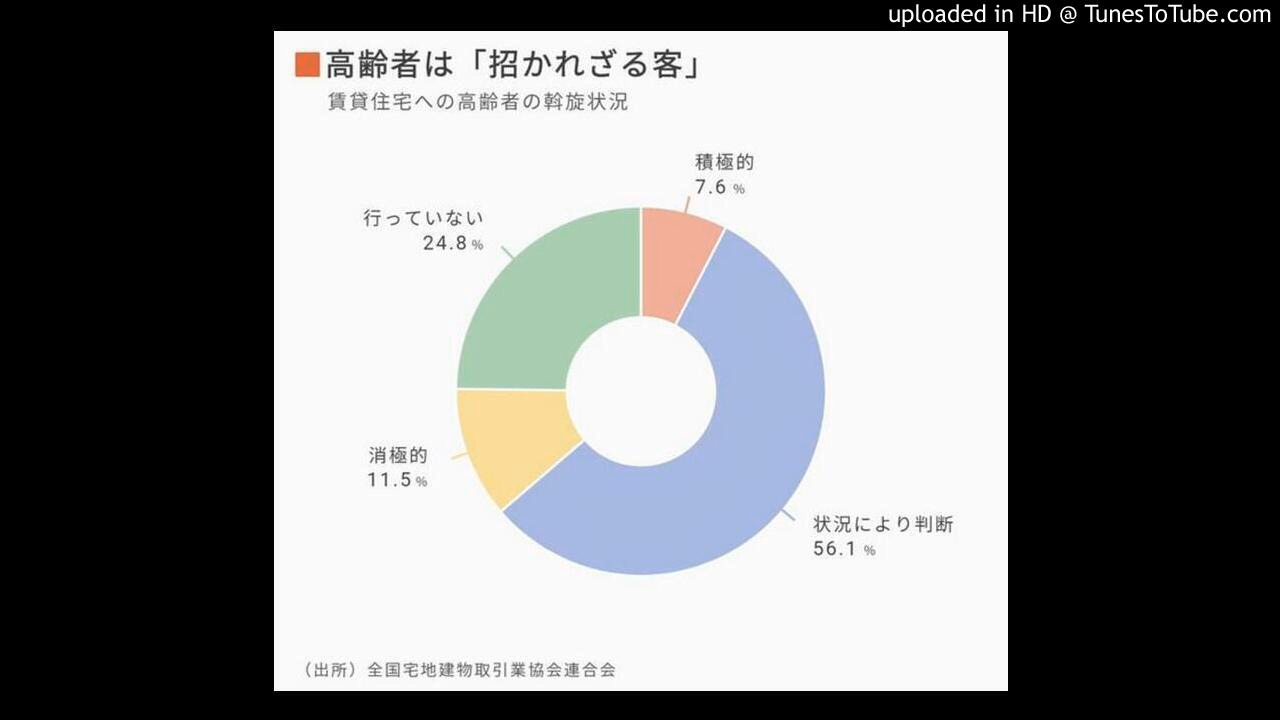 uploaded in HD @ TunesToTube.com
■高齢者は「招かれざる客」
賃貸住宅への高齢者の斡旋状況
積極的
7.6 %
行っていない
24.8 %
消極的
11.5 %
状況により判断
56.1 %
（出所）全国宅地建物取引業協会連合会